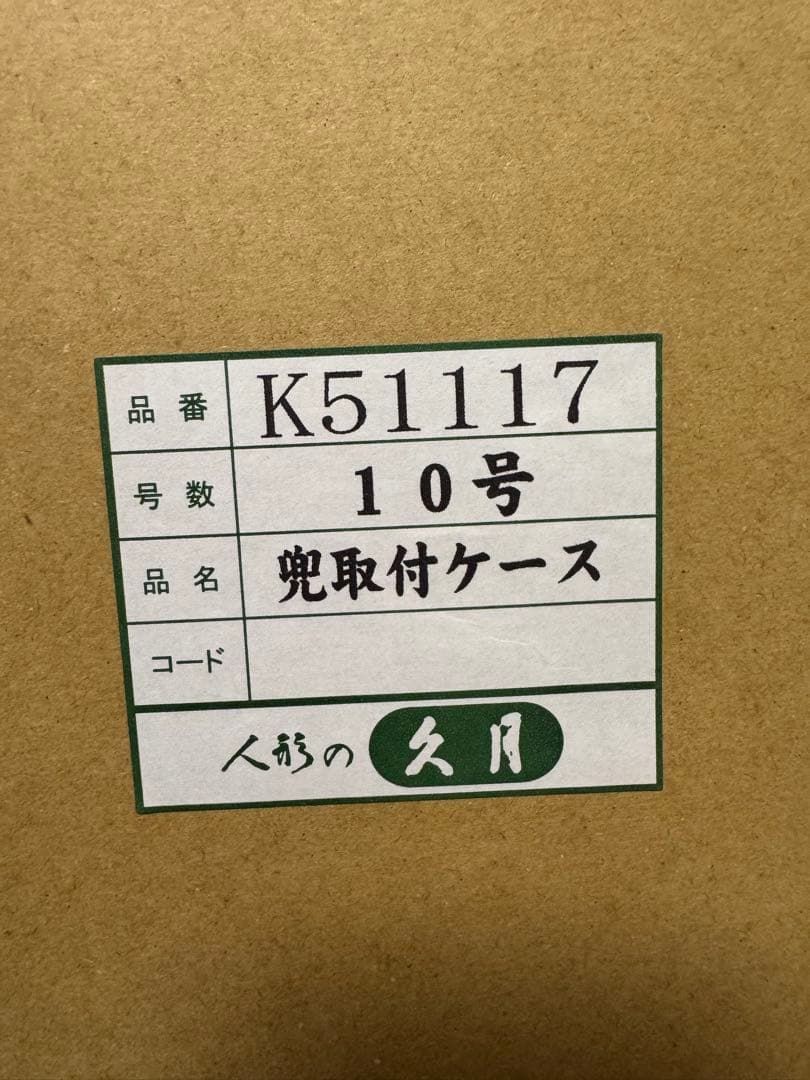 品番 K51117
号数 10号
品名 兜取付ケース
コード
人形の 久月